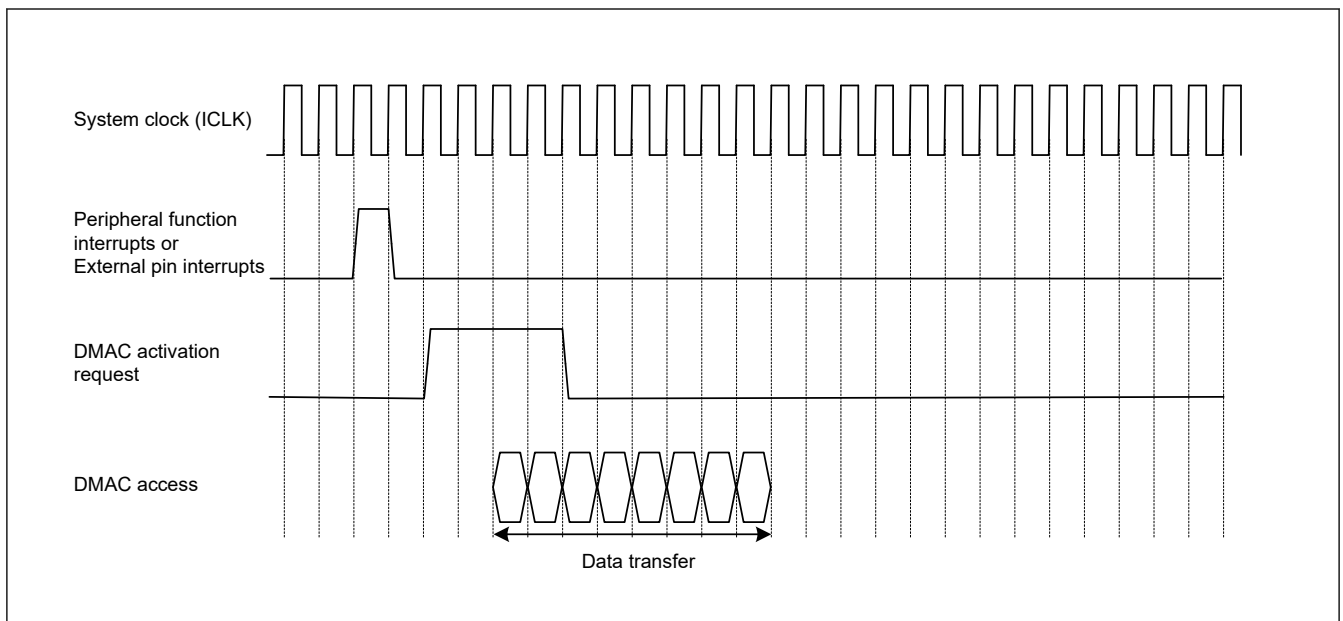 System clock (ICLK)
Peripheral function
interrupts or
External pin interrupts
DMAC activation
request
DMAC access
Data transfer